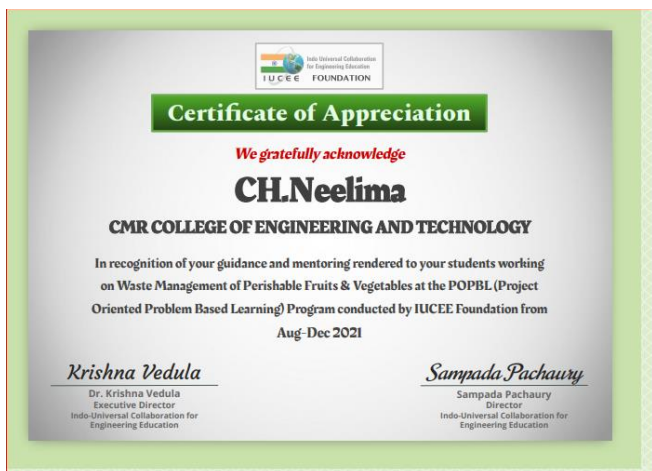 Indo Universal Collaboration
for Engineering Education
IUCEE FOUNDATION
Certificate of Appreciation
We gratefully acknowledge
CH.Neelima
CMR COLLEGE OF ENGINEERING AND TECHNOLOGY
In recognition of your guidance and mentoring rendered to your students working
on Waste Management of Perishable Fruits & Vegetables at the POPBL (Project
Oriented Problem Based Learning) Program conducted by IUCEE Foundation from
Aug-Dec 2021
Krishna Vedula
Dr. Krishna Vedula
Executive Director
Indo-Universal Collaboration for
Engineering Education
Sampada Pachaury
Sampada Pachaury
Director
Indo-Universal Collaboration for
Engineering Education